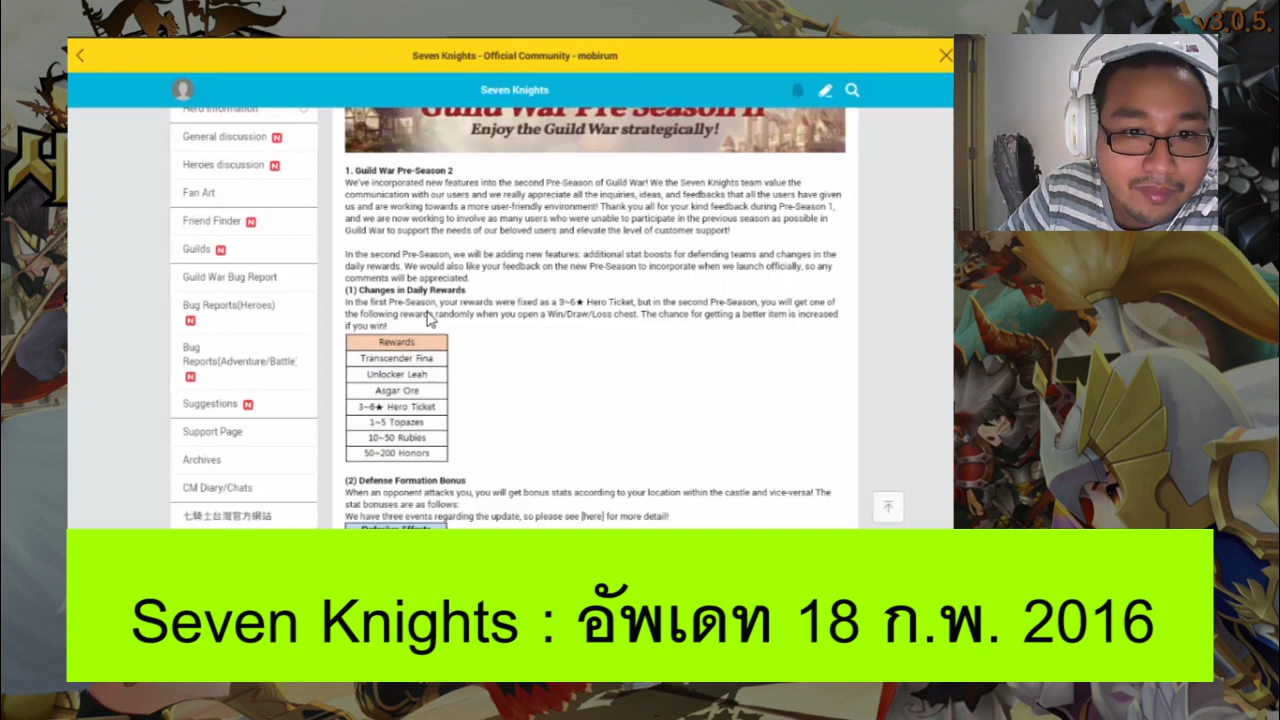 v3.0.5.
Seven Knights - Official Community - mobirum
Seven Knights
Hero Information
General discussion N
Heroes discussion N
Fan Art
Friend Finder N
Guilds N
Guild War Bug Report
Bug Reports(Heroes)
N
Bug
Reports(Adventure/Battle)
N
Suggestions N
Support Page
Archives
CM Diary/Chats
七騎士台灣官方網站
Guild War Pre Season II
Enjoy the Guild War strategically!
1. Guild War Pre-Season 2
We've incorporated new features into the second Pre-Season of Guild War! We the Seven Knights team value the
communication with our users and we really appreciate all the inquiries, ideas, and feedbacks that all the users have given
us and are working towards a more user-friendly environment! Thank you all for your kind feedback during Pre-Season 1,
and we are now working to involve as many users who were unable to participate in the previous season as possible in
Guild War to support the needs of our beloved users and elevate the level of customer support!
In the second Pre-Season, we will be adding new features: additional stat boosts for defending teams and changes in the
daily rewards. We would also like your feedback on the new Pre-Season to incorporate when we launch officially, so any
comments will be appreciated.
(1) Changes in Daily Rewards
In the first Pre-Season, your rewards were fixed as a 3~6★ Hero Ticket, but in the second Pre-Season, you will get one of
the following rewards randomly when you open a Win/Draw/Loss chest. The chance for getting a better item is increased
if you win!
Rewards
Transcender Fina
Unlocker Leah
Asgar Ore
3~6★ Hero Ticket
1~5 Topazes
10~50 Rubies
50~200 Honors
(2) Defense Formation Bonus
When an opponent attacks you, you will get bonus stats according to your location within the castle and vice-versa! The
stat bonuses are as follows:
We have three events regarding the update, so please see [here] for more detail!
Defensive Effects
Seven Knights : อัพเดท 18 ก.พ. 2016